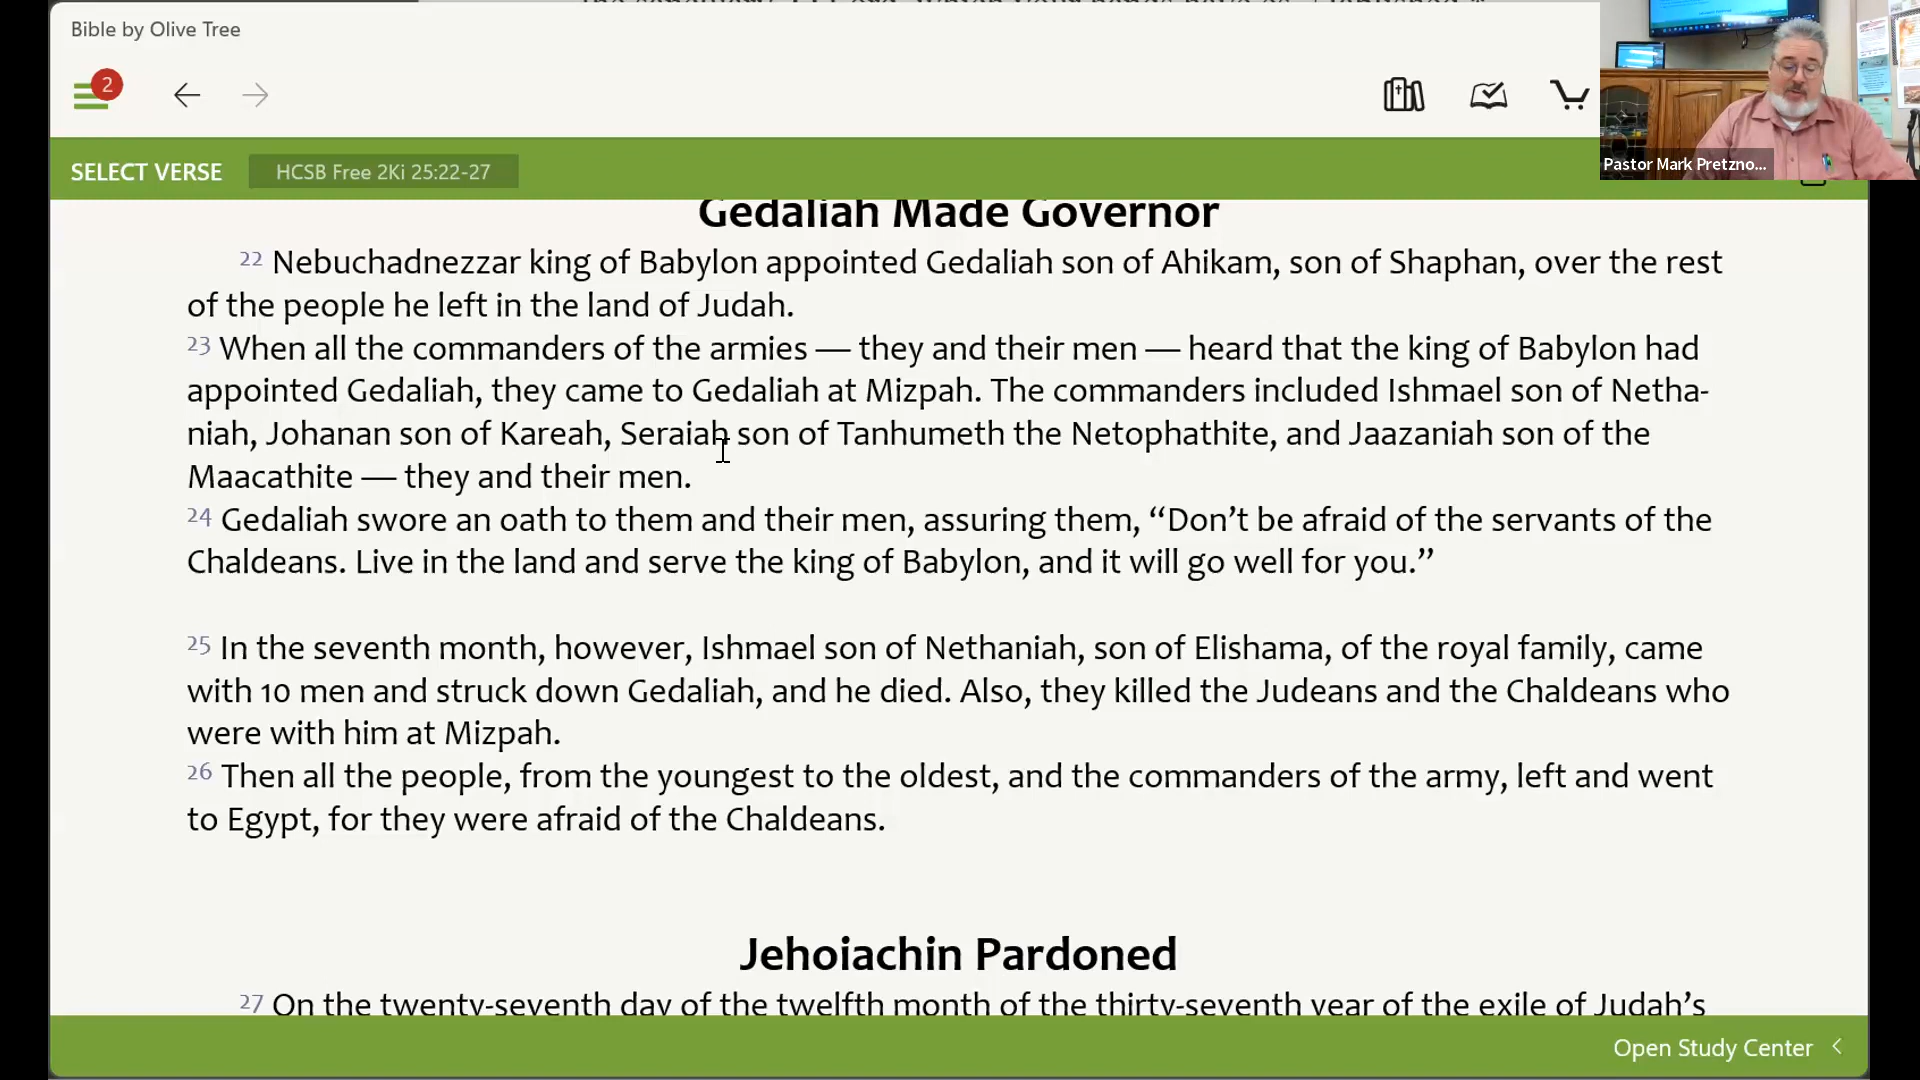 Bible by Olive Tree
2
Pastor Mark Pretzno...
SELECT VERSE HCSB Free 2Ki 25:22-27
Gedaliah Made Governor
22 Nebuchadnezzar king of Babylon appointed Gedaliah son of Ahikam, son of Shaphan, over the rest
of the people he left in the land of Judah.
23 When all the commanders of the armies — they and their men — heard that the king of Babylon had
appointed Gedaliah, they came to Gedaliah at Mizpah. The commanders included Ishmael son of Netha-
niah, Johanan son of Kareah, Seraiah son of Tanhumeth the Netophathite, and Jaazaniah son of the
Maacathite — they and their men.
24 Gedaliah swore an oath to them and their men, assuring them, “Don’t be afraid of the servants of the
Chaldeans. Live in the land and serve the king of Babylon, and it will go well for you.”
25 In the seventh month, however, Ishmael son of Nethaniah, son of Elishama, of the royal family, came
with 10 men and struck down Gedaliah, and he died. Also, they killed the Judeans and the Chaldeans who
were with him at Mizpah.
26 Then all the people, from the youngest to the oldest, and the commanders of the army, left and went
to Egypt, for they were afraid of the Chaldeans.
Jehoiachin Pardoned
27 On the twenty-seventh day of the twelfth month of the thirty-seventh year of the exile of Judah’s
Open Study Center